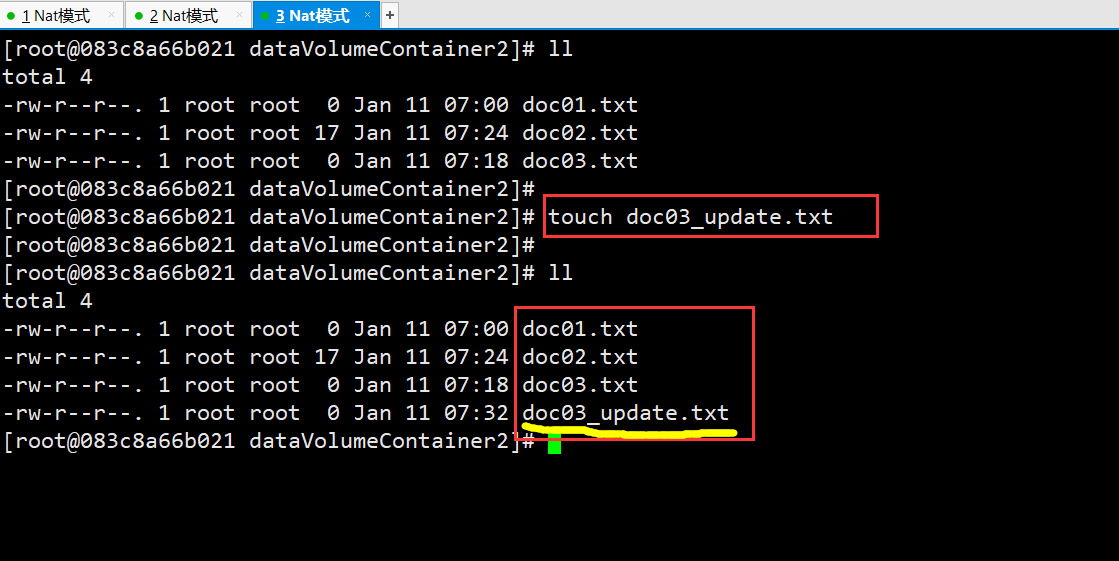 1 Nat模式 × 2 Nat模式 × 3 Nat模式 × +
[root@083c8a66b021 dataVolumeContainer2]# ll
total 4
-rw-r--r--. 1 root root  0 Jan 11 07:00 doc01.txt
-rw-r--r--. 1 root root 17 Jan 11 07:24 doc02.txt
-rw-r--r--. 1 root root  0 Jan 11 07:18 doc03.txt
[root@083c8a66b021 dataVolumeContainer2]#
[root@083c8a66b021 dataVolumeContainer2]# touch doc03_update.txt
[root@083c8a66b021 dataVolumeContainer2]#
[root@083c8a66b021 dataVolumeContainer2]# ll
total 4
-rw-r--r--. 1 root root  0 Jan 11 07:00 doc01.txt
-rw-r--r--. 1 root root 17 Jan 11 07:24 doc02.txt
-rw-r--r--. 1 root root  0 Jan 11 07:18 doc03.txt
-rw-r--r--. 1 root root  0 Jan 11 07:32 doc03_update.txt
[root@083c8a66b021 dataVolumeContainer2]#